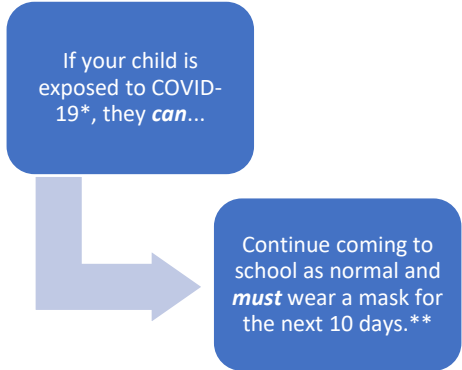 If your child is
exposed to COVID-
19*, they can...
Continue coming to
school as normal and
must wear a mask for
the next 10 days.**